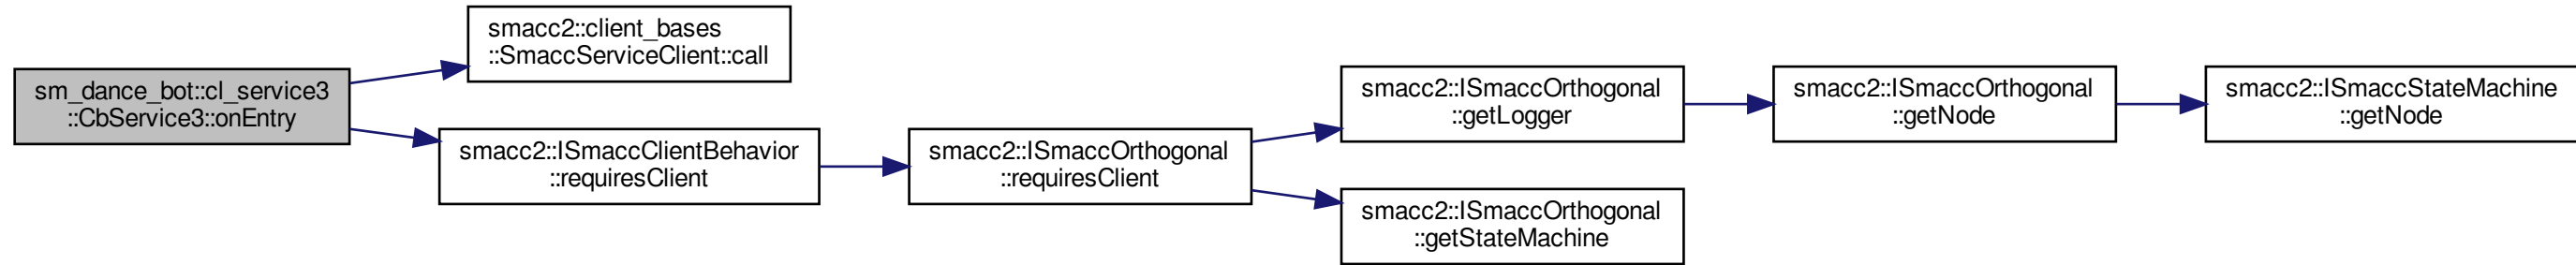 sm_dance_bot::cl_service3
::CbService3::onEntry
smacc2::client_bases
::SmaccServiceClient::call
smacc2::ISmaccClientBehavior
::requiresClient
smacc2::ISmaccOrthogonal
::requiresClient
smacc2::ISmaccOrthogonal
::getLogger
smacc2::ISmaccOrthogonal
::getNode
smacc2::ISmaccStateMachine
::getNode
smacc2::ISmaccOrthogonal
::getStateMachine